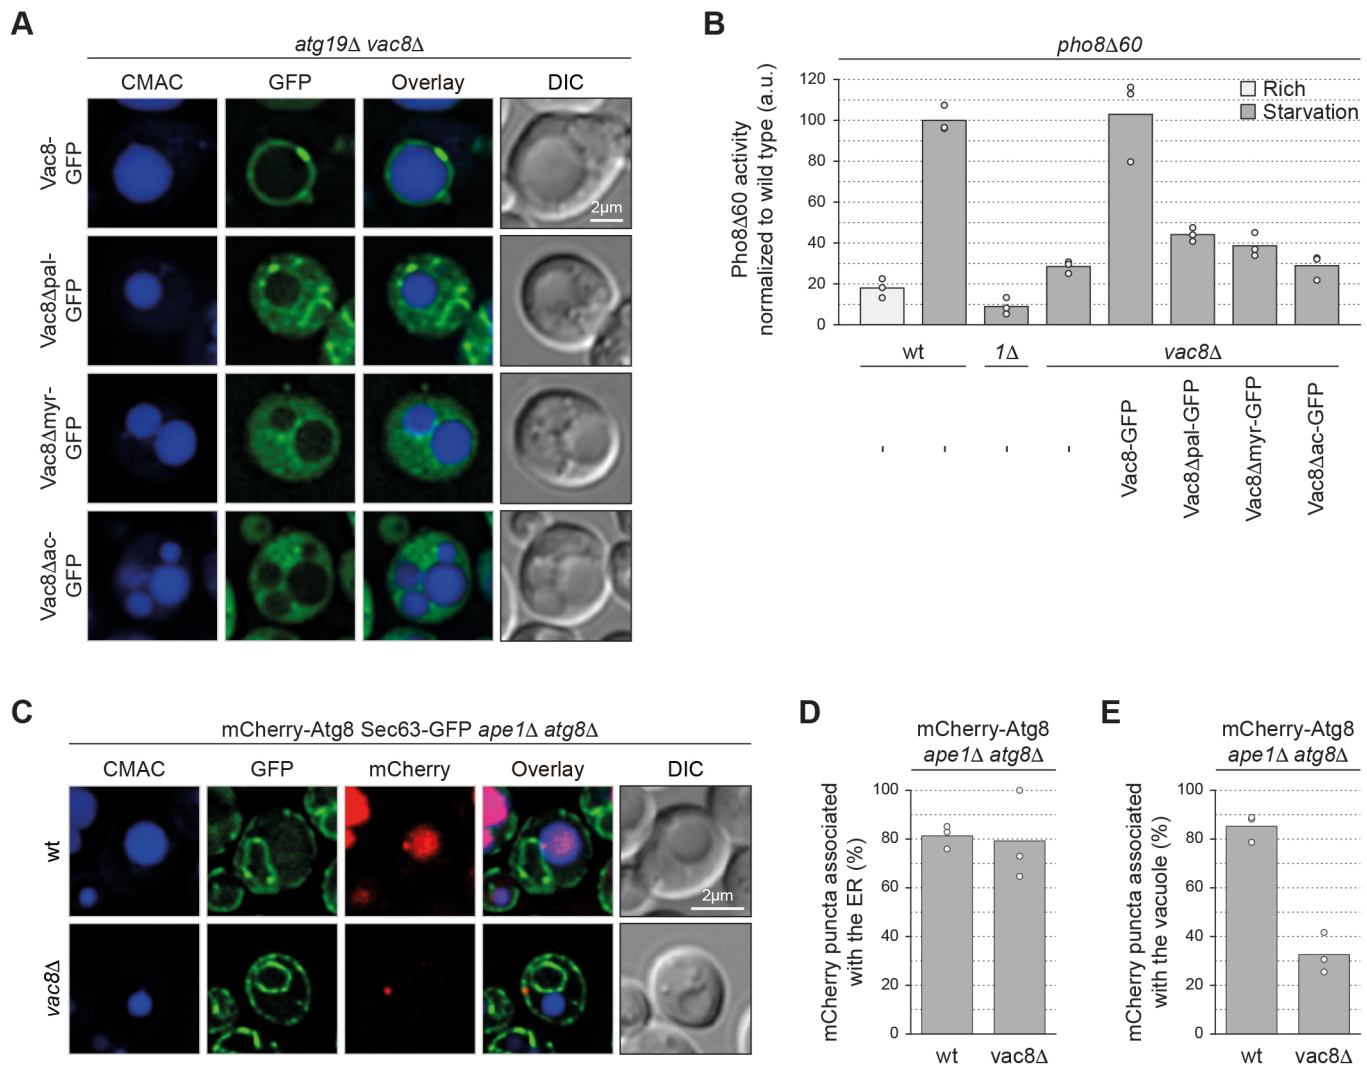 A
atg19Δ vac8Δ
CMAC GFP Overlay DIC
Vac8-
GFP
2µm
Vac8Δpal-
GFP
Vac8Δmyr-
GFP
Vac8Δac-
GFP
B
pho8Δ60
Pho8Δ60 activity
normalized to wild type (a.u.)
120
100
80
60
40
20
0
Rich
Starvation
wt 1Δ vac8Δ
- - - - Vac8-GFP Vac8Δpal-GFP Vac8Δmyr-GFP Vac8Δac-GFP
C
mCherry-Atg8 Sec63-GFP ape1Δ atg8Δ
CMAC GFP mCherry Overlay DIC
wt
2µm
vac8Δ
D
mCherry-Atg8
ape1Δ atg8Δ
mCherry puncta associated
with the ER (%)
100
80
60
40
20
0
wt vac8Δ
E
mCherry-Atg8
ape1Δ atg8Δ
mCherry puncta associated
with the vacuole (%)
100
80
60
40
20
0
wt vac8Δ